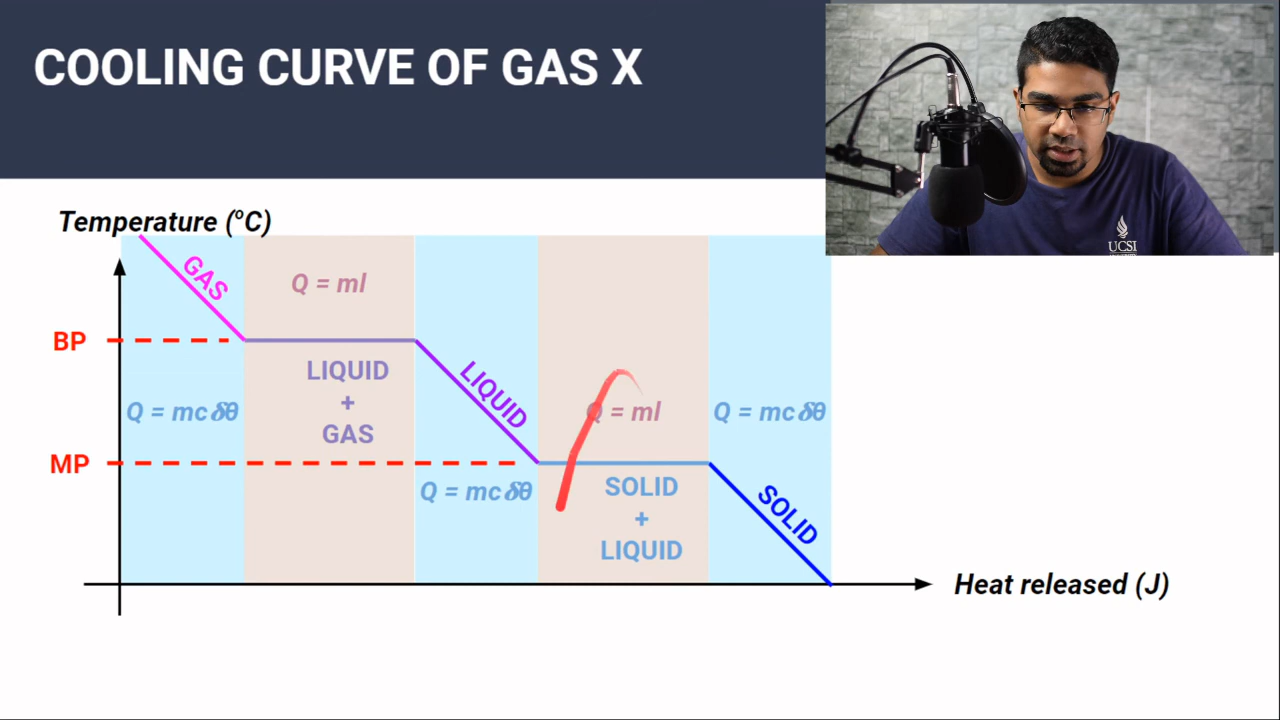 COOLING CURVE OF GAS X
UCSI
Temperature (°C)
GAS
Q = ml
BP
LIQUID
+
GAS
LIQUID
Q = mc𝜹θ
Q = ml
Q = mc𝜹θ
MP
Q = mc𝜹θ
SOLID
+
LIQUID
SOLID
Heat released (J)